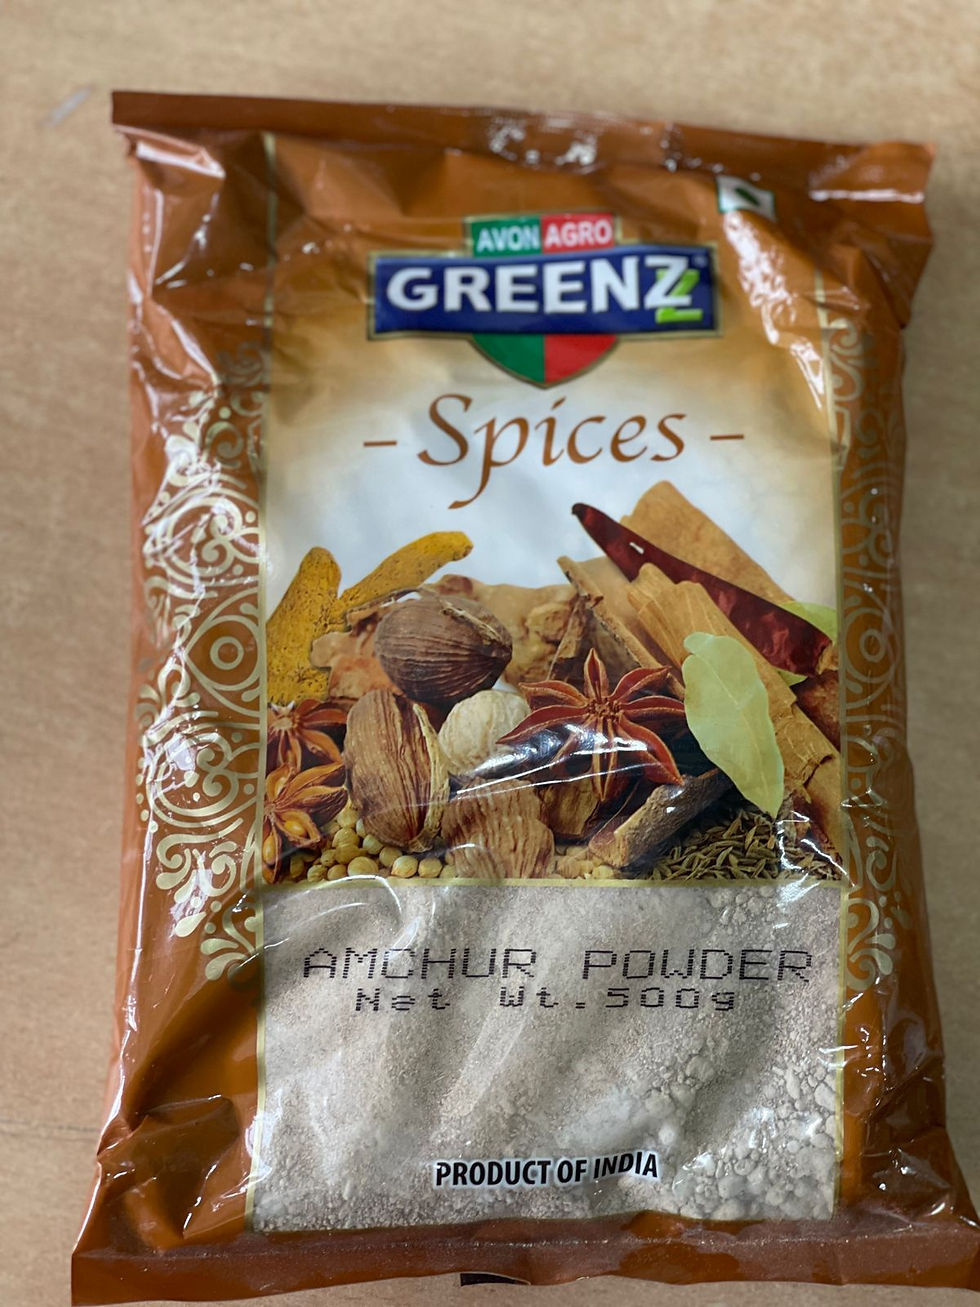 AVON AGRO
GREENZ
- Spices -
AMCHUR POWDER
Net Wt.500g
PRODUCT OF INDIA